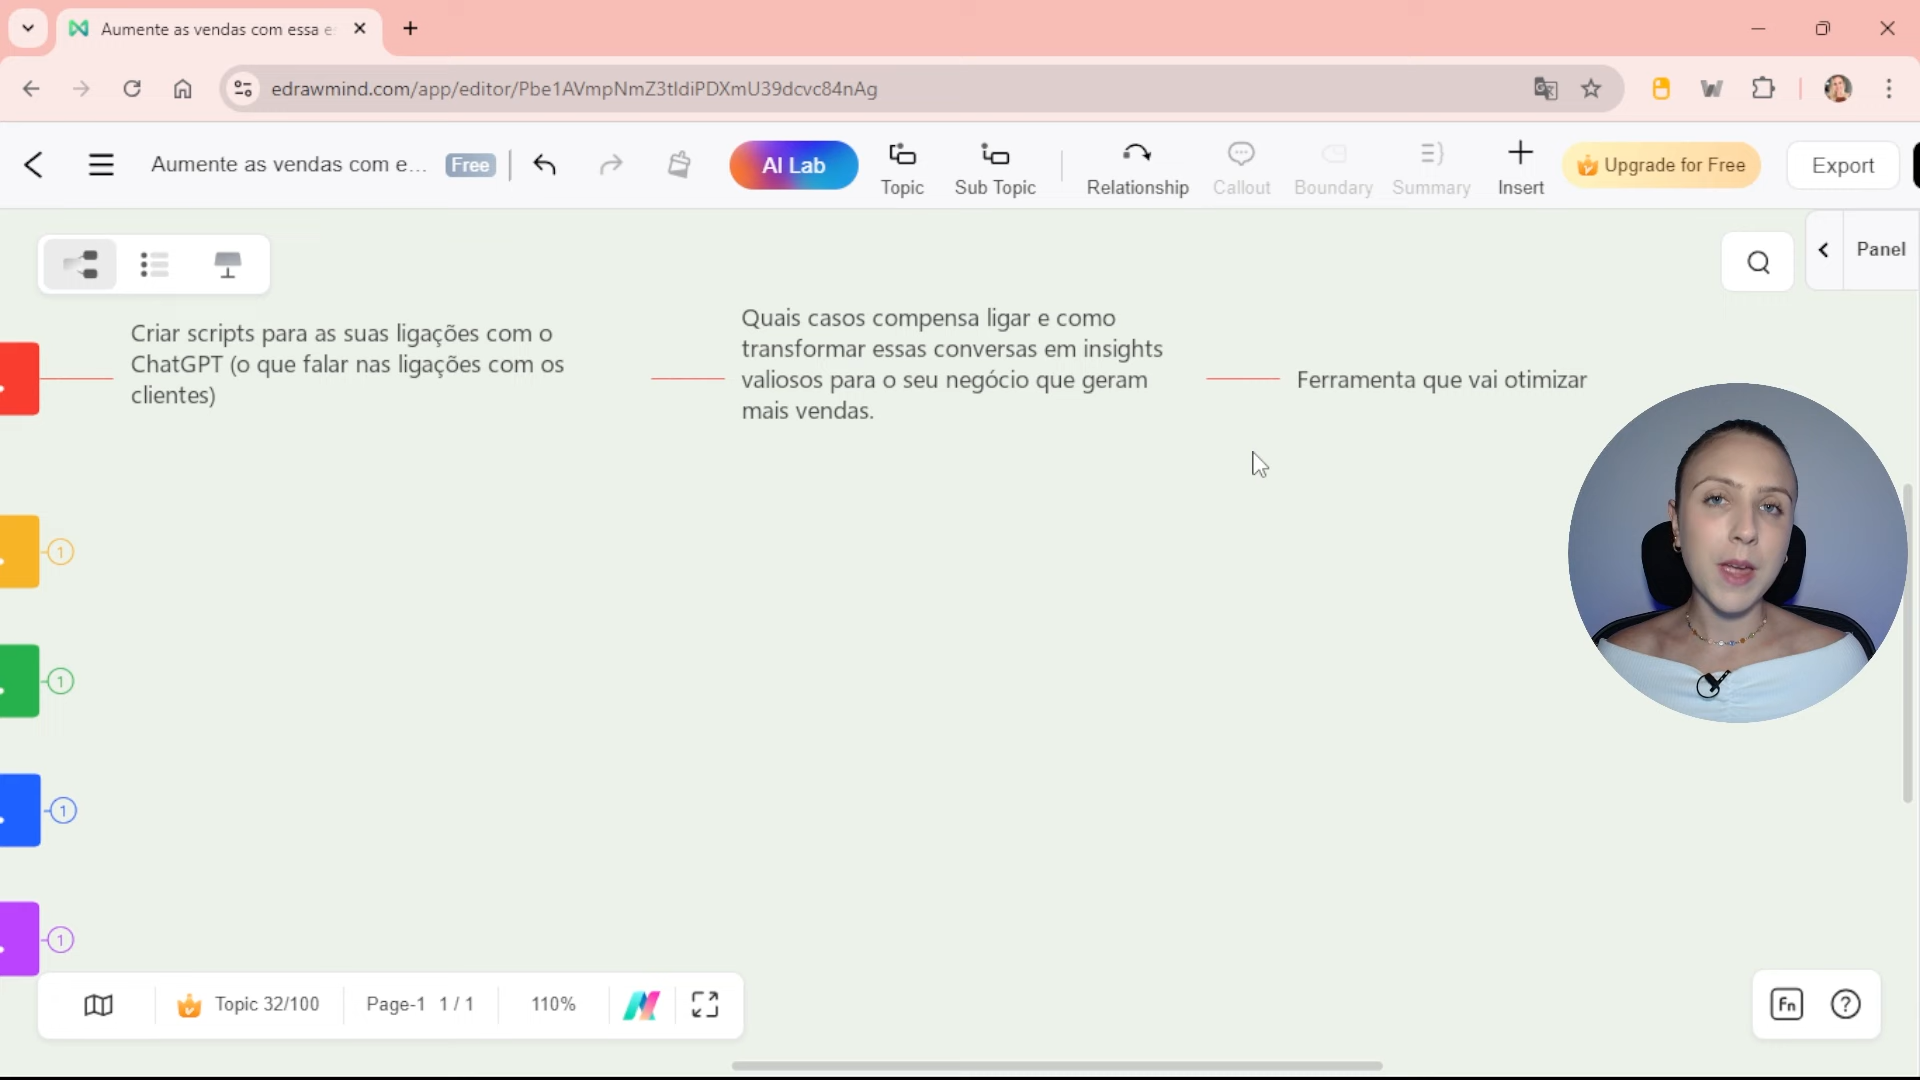 Aumente as vendas com essa e
edrawmind.com/app/editor/Pbe1AVmpNmZ3tIdiPDXmU39dcvc84nAg
Aumente as vendas com e...
Free
AI Lab
Topic
Sub Topic
Relationship
Callout
Boundary
Summary
Insert
Upgrade for Free
Export
Panel
Criar scripts para as suas ligações com o
ChatGPT (o que falar nas ligações com os
clientes)
Quais casos compensa ligar e como
transformar essas conversas em insights
valiosos para o seu negócio que geram
mais vendas.
Ferramenta que vai otimizar
1
1
1
1
Topic 32/100
Page-1 1 / 1
110%
Fn